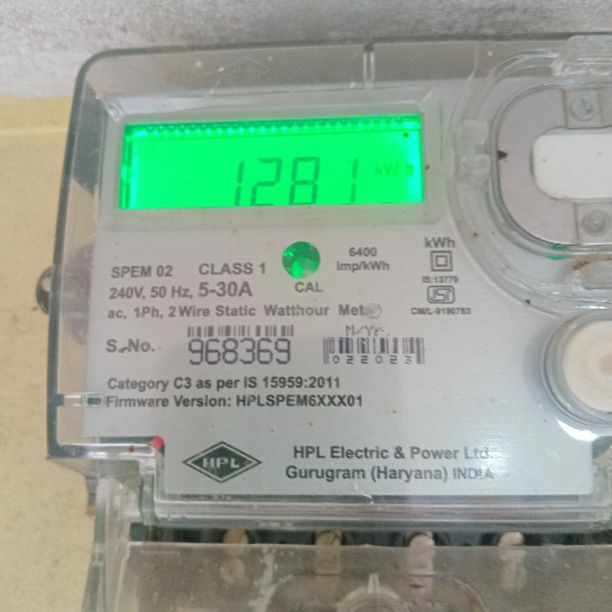 1281 kWh
SPEM 02 CLASS 1 6400 kWh
240V, 50 Hz, 5-30A CAL imp/kWh IS:13779
ac, 1Ph, 2 Wire Static Watthour Met CM/L-9190783
S.No. 968369 M/Yr. 022023
Category C3 as per IS 15959:2011
Firmware Version: HPLSPEM6XXX01
HPL HPL Electric & Power Ltd.
Gurugram (Haryana) INDIA